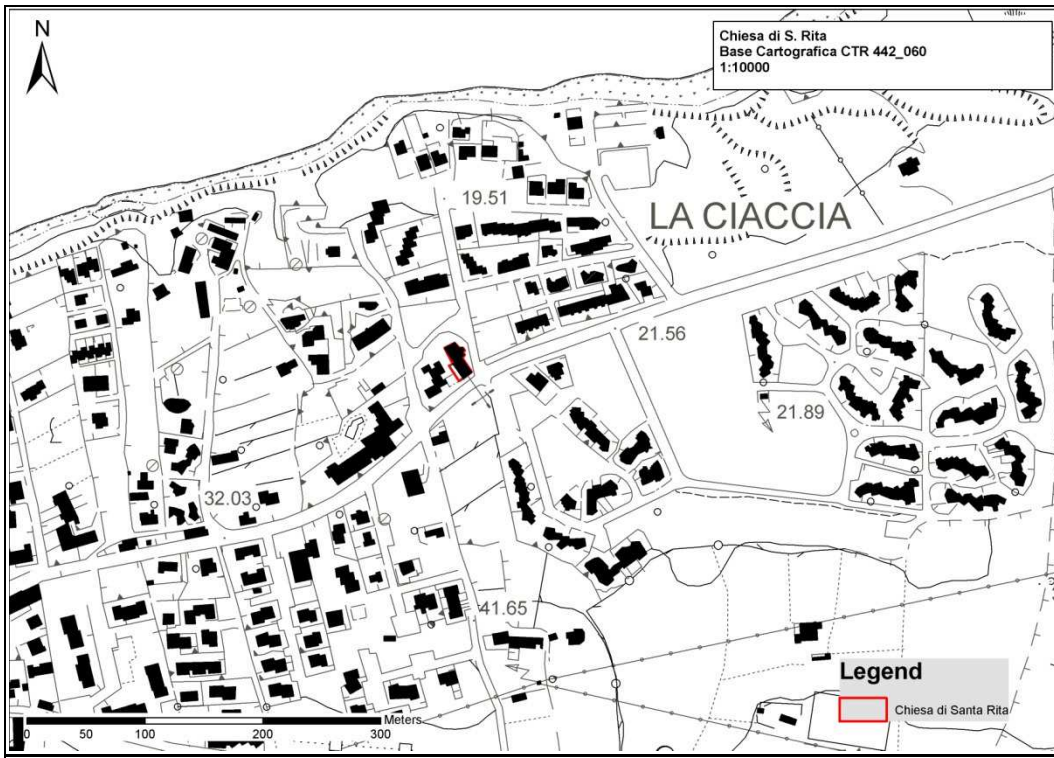 N
Chiesa di S. Rita
Base Cartografica CTR 442_060
1:10000
19.51
LA CIACCIA
21.56
21.89
32.03
41.65
Legend
Chiesa di Santa Rita
Meters
0 50 100 200 300